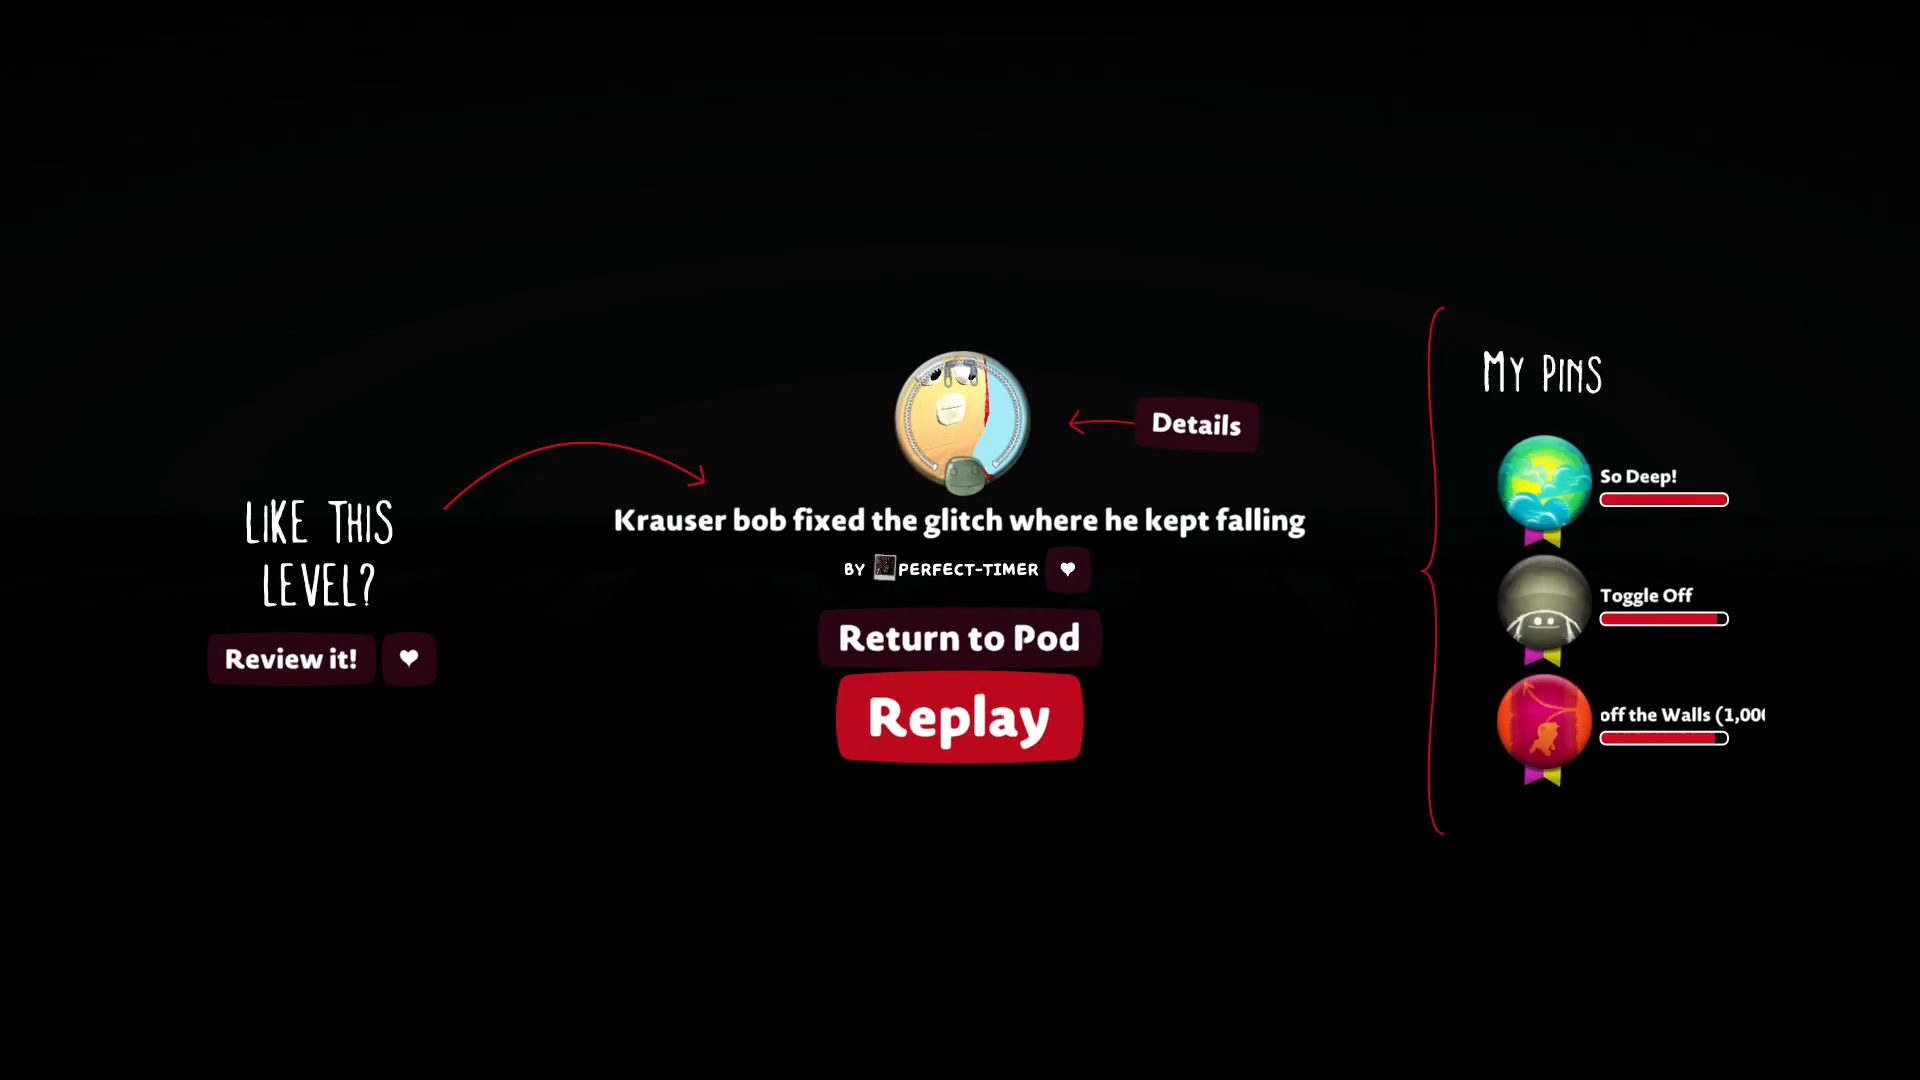 LIKE THIS
LEVEL?
Review it!
Details
Krauser bob fixed the glitch where he kept falling
BY PERFECT-TIMER
Return to Pod
Replay
MY PINS
So Deep!
Toggle Off
off the Walls (1,00